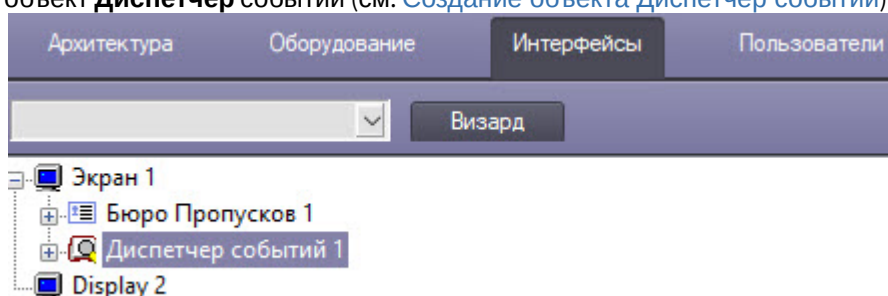 объект Диспетчер событий (см. Создание объекта Диспетчер событий)
Архитектура Оборудование Интерфейсы Пользователи
Визард
Экран 1
Бюро Пропусков 1
Диспетчер событий 1
Display 2